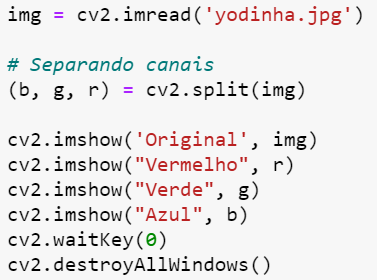 img = cv2.imread('yodinha.jpg')
# Separando canais
(b, g, r) = cv2.split(img)
cv2.imshow('Original', img)
cv2.imshow("Vermelho", r)
cv2.imshow("Verde", g)
cv2.imshow("Azul", b)
cv2.waitKey(0)
cv2.destroyAllWindows()